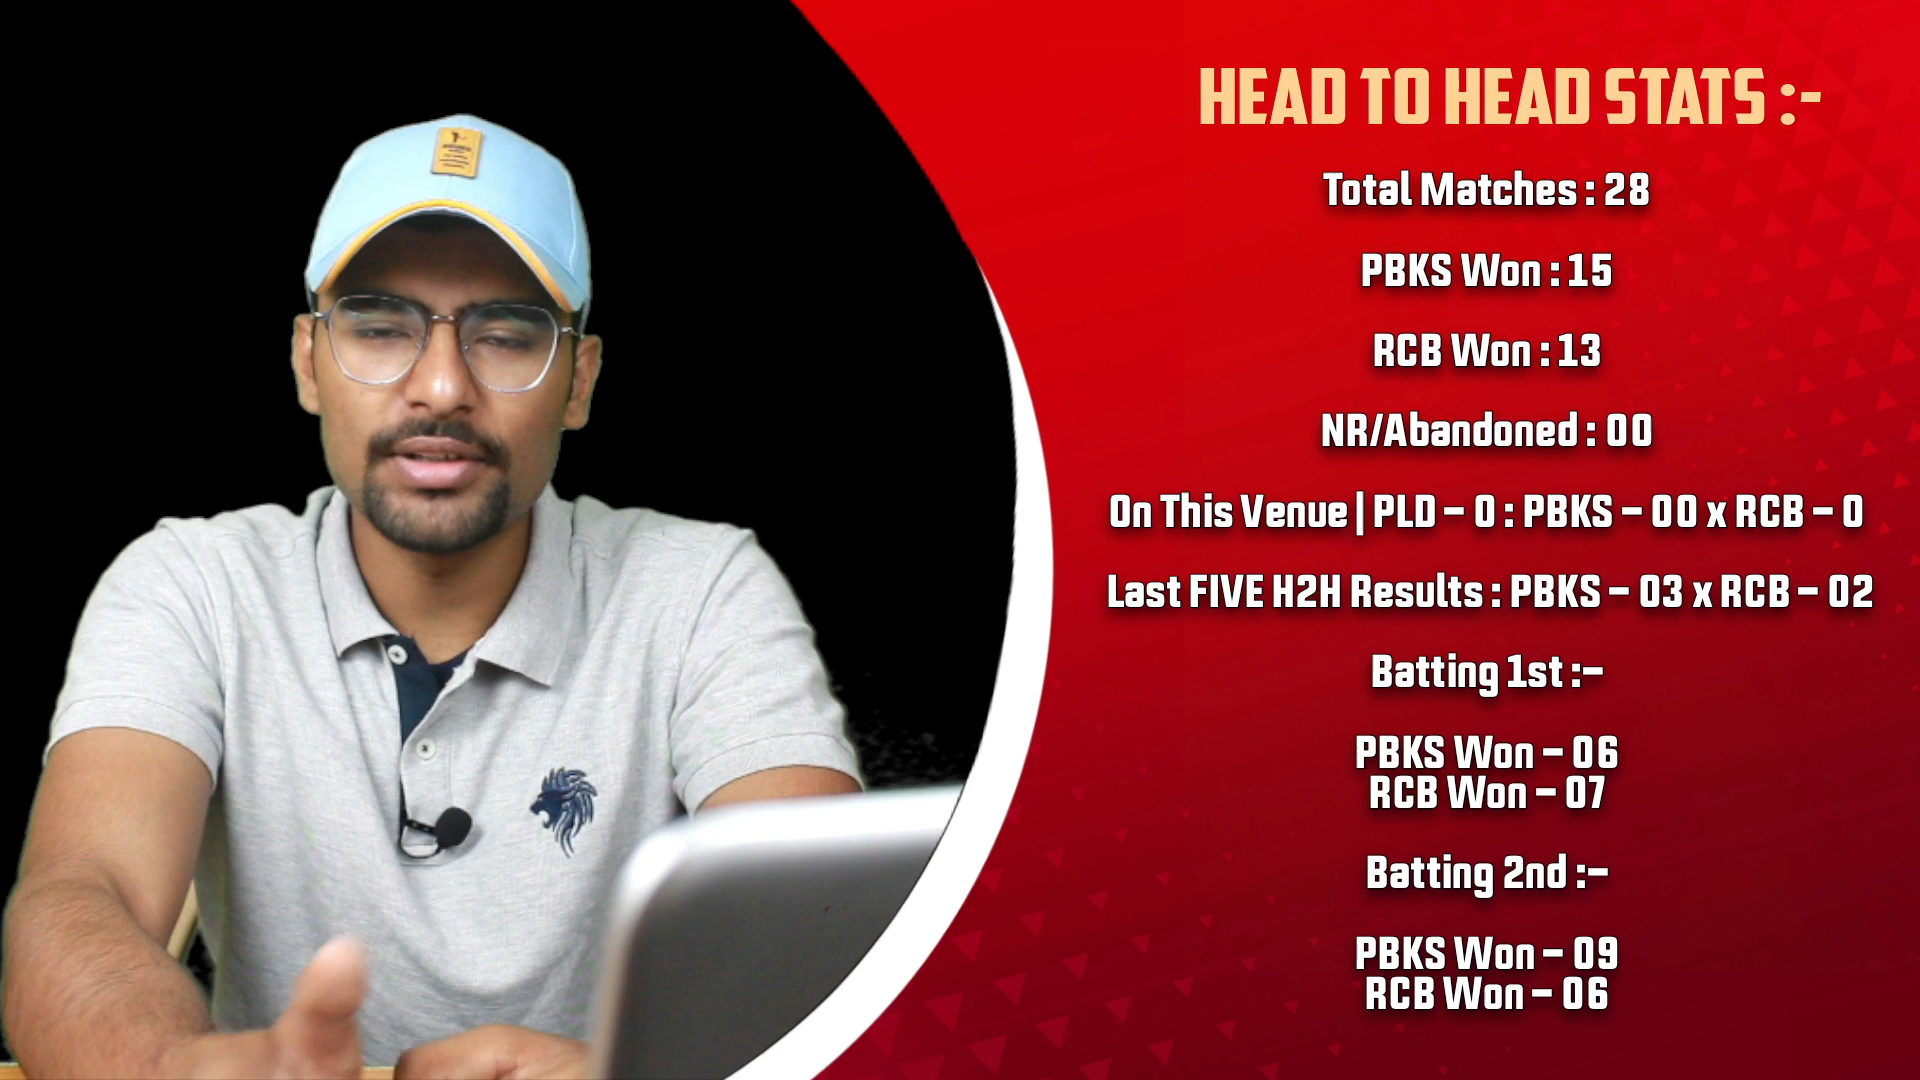 HEAD TO HEAD STATS :-
Total Matches : 28
PBKS Won : 15
RCB Won : 13
NR/Abandoned : 00
On This Venue | PLD – 0 : PBKS – 00 x RCB – 0
Last FIVE H2H Results : PBKS – 03 x RCB – 02
Batting 1st :–
PBKS Won – 06
RCB Won – 07
Batting 2nd :–
PBKS Won – 09
RCB Won – 06